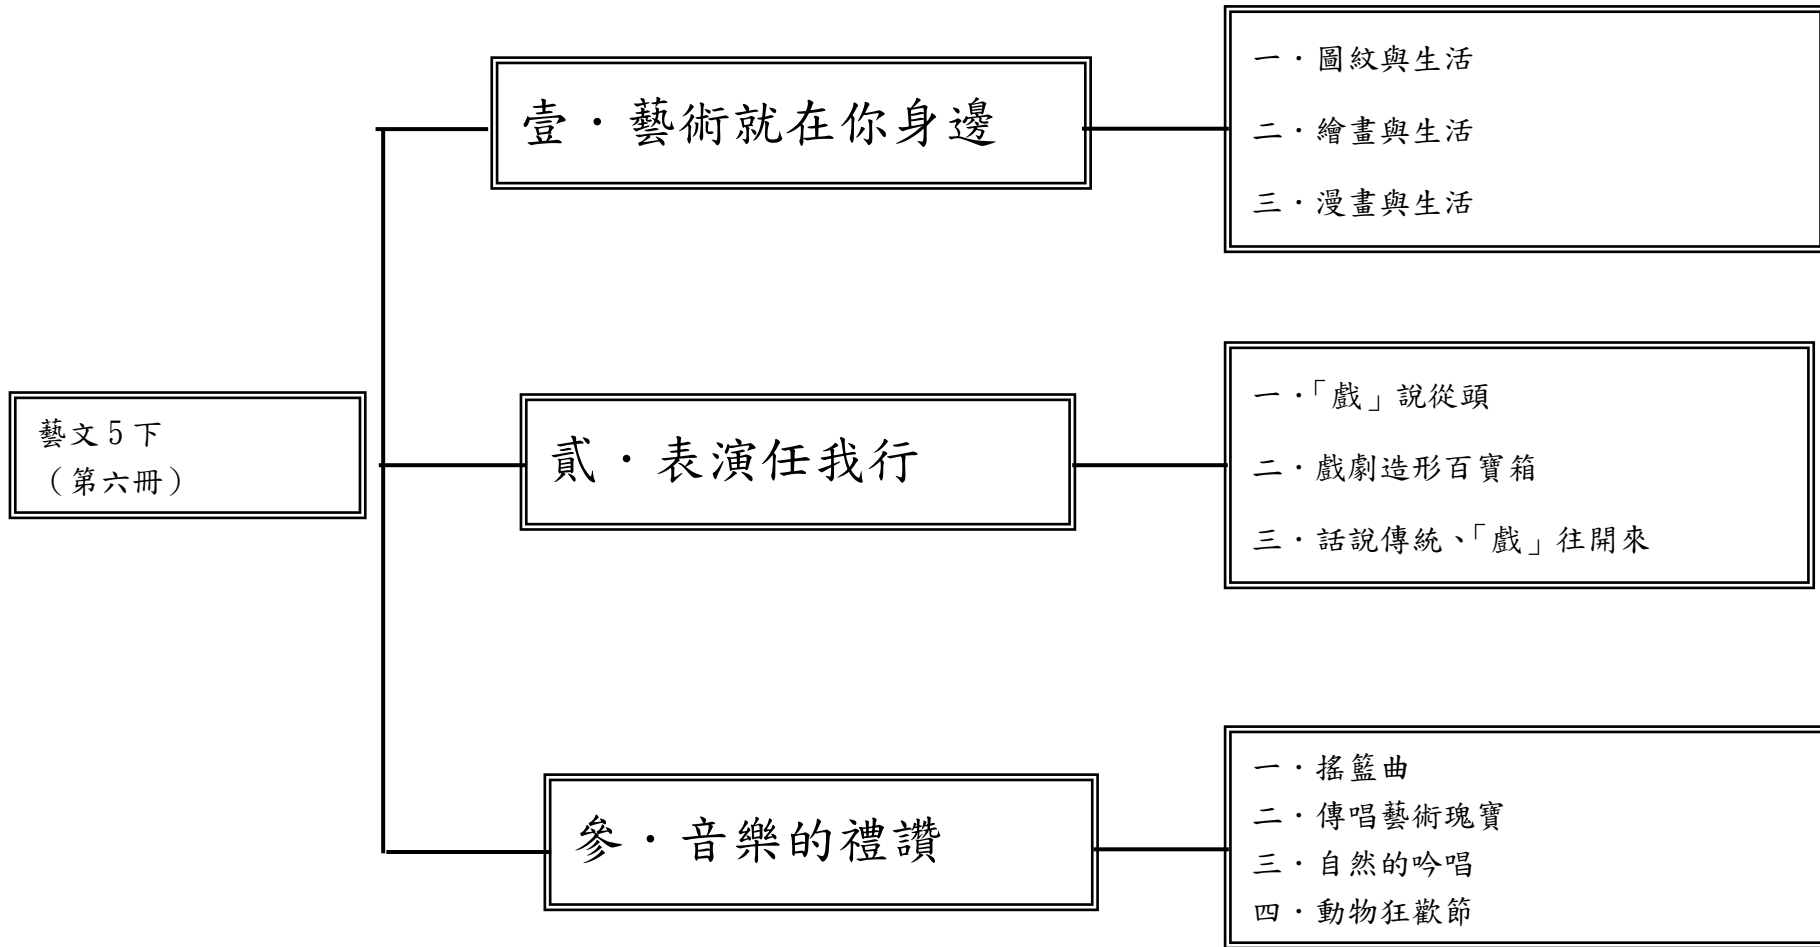 壹．藝術就在你身邊
一．圖紋與生活
二．繪畫與生活
三．漫畫與生活
藝文5下
（第六冊）
貳．表演任我行
一．「戲」說從頭
二．戲劇造形百寶箱
三．話說傳統、「戲」往開來
參．音樂的禮讚
一．搖籃曲
二．傳唱藝術瑰寶
三．自然的吟唱
四．動物狂歡節